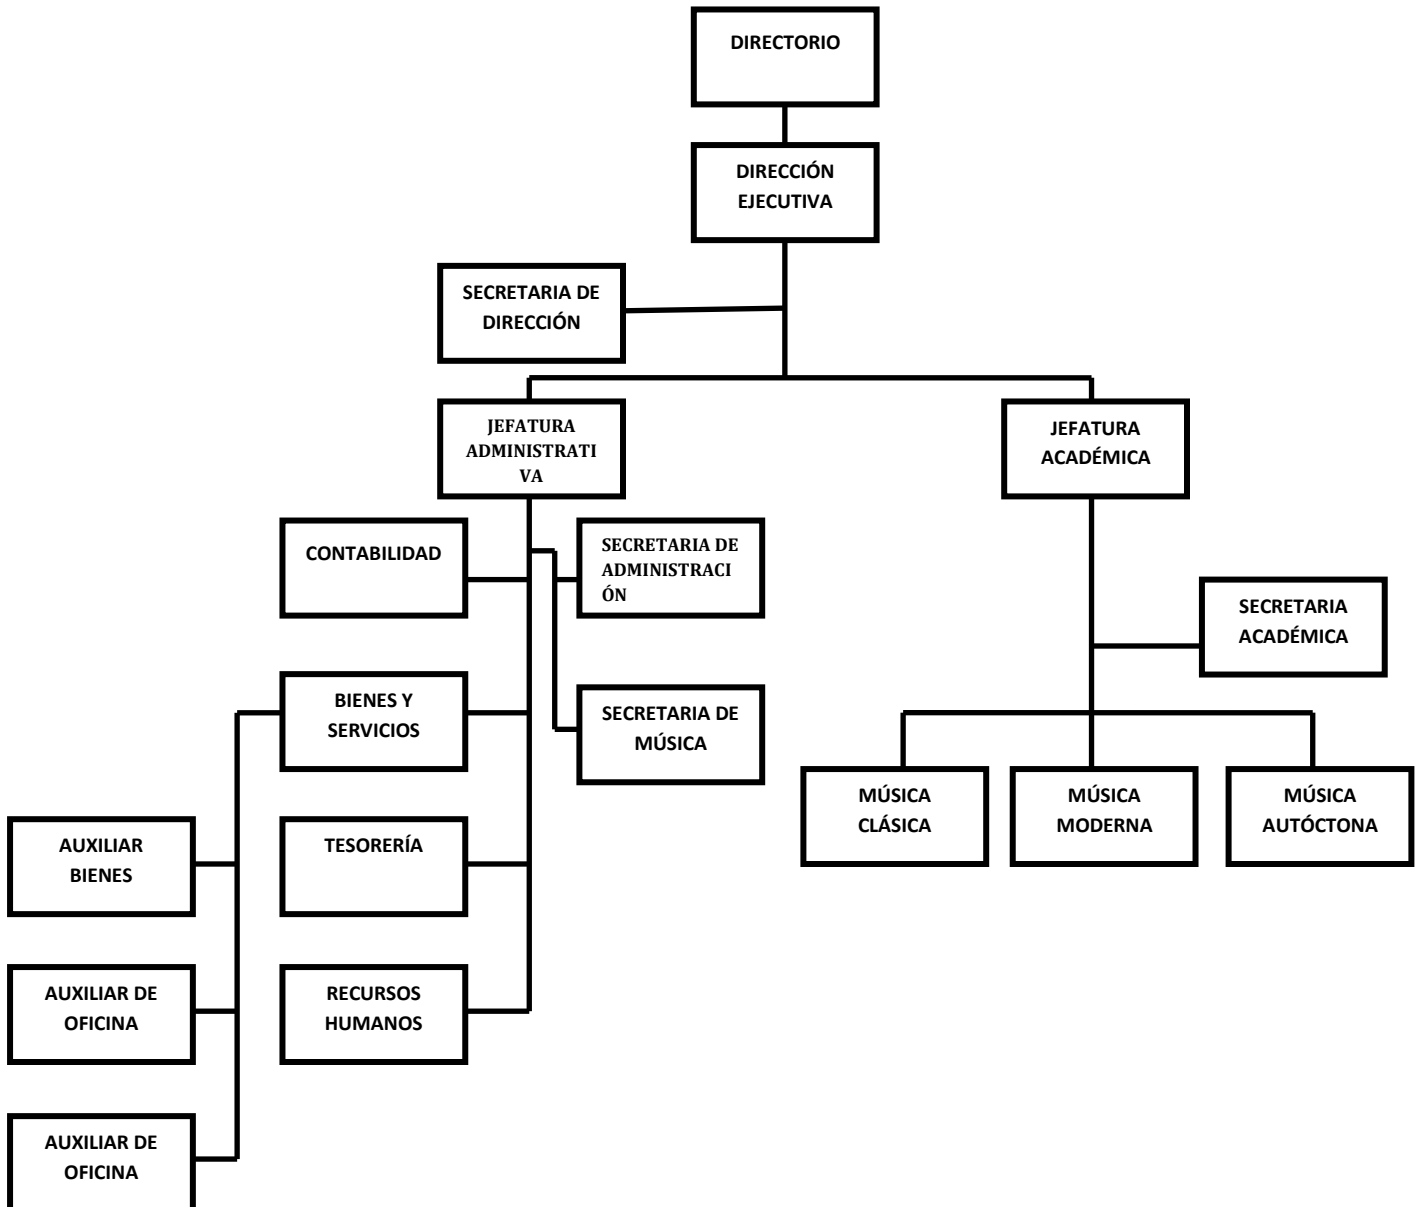 DIRECTORIO
DIRECCIÓN
EJECUTIVA
SECRETARIA DE
DIRECCIÓN
JEFATURA
ADMINISTRATI
VA
JEFATURA
ACADÉMICA
CONTABILIDAD
SECRETARIA DE
ADMINISTRACI
ÓN
SECRETARIA
ACADÉMICA
BIENES Y
SERVICIOS
SECRETARIA DE
MÚSICA
MÚSICA
CLÁSICA
MÚSICA
MODERNA
MÚSICA
AUTÓCTONA
AUXILIAR
BIENES
TESORERÍA
AUXILIAR DE
OFICINA
RECURSOS
HUMANOS
AUXILIAR DE
OFICINA